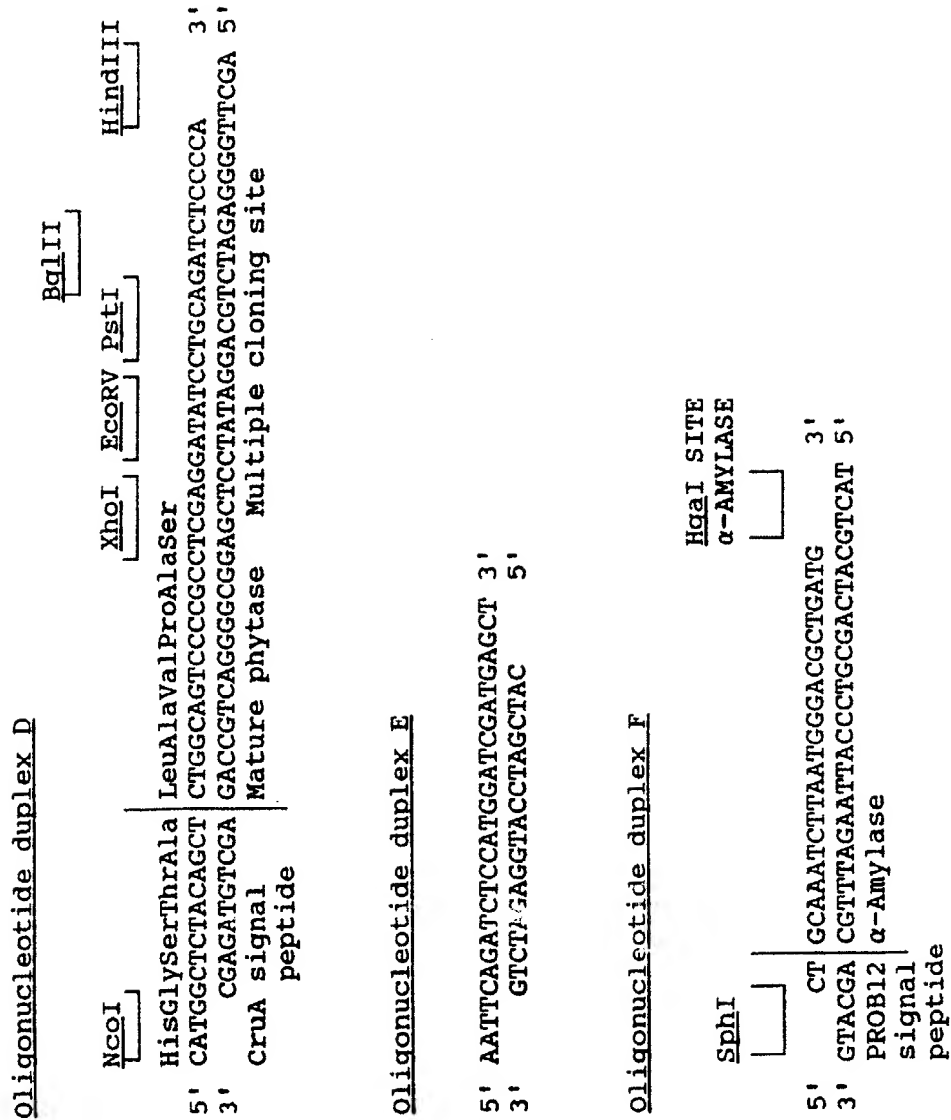 Oligonucleotide duplex D
BglII
NcoI XhoI EcoRV PstI HindIII
HisGlySerThrAla LeuAlaValProAlaSer
5' CATGGCTCTACAGCT CTGGCAGTCCCCGCCTCGAGGATATCCTGCAGATCTCCCCA 3'
3' CGAGATGTCGA GACCGTCAGGGGCGGAGCTCCTATAGGACGTCTAGAGGGGTTCGA 5'
CruA signal Mature phytase Multiple cloning site
peptide
Oligonucleotide duplex E
5' AATTCAGATCTCCATGGATCGATGAGCT 3'
3' GTCTAGAGGTACCTAGCTAC 5'
Oligonucleotide duplex F
HgaI SITE
SphI α-AMYLASE
5' CT GCAAATCTTAATGGGACGCTGATG 3'
3' GTACGA CGTTTAGAATTACCCTGCGACTACGTCAT 5'
PROB12 α-Amylase
signal
peptide